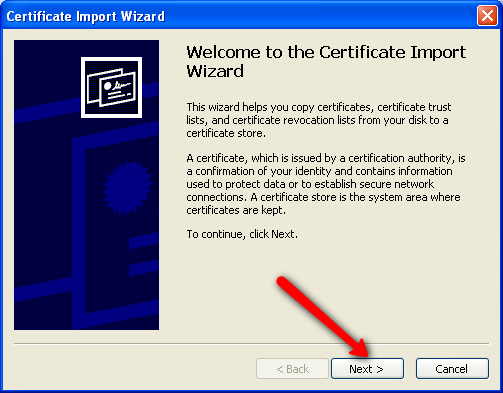 Certificate Import Wizard
Welcome to the Certificate Import
Wizard
This wizard helps you copy certificates, certificate trust
lists, and certificate revocation lists from your disk to a
certificate store.
A certificate, which is issued by a certification authority, is
a confirmation of your identity and contains information
used to protect data or to establish secure network
connections. A certificate store is the system area where
certificates are kept.
To continue, click Next.
< Back
Next >
Cancel